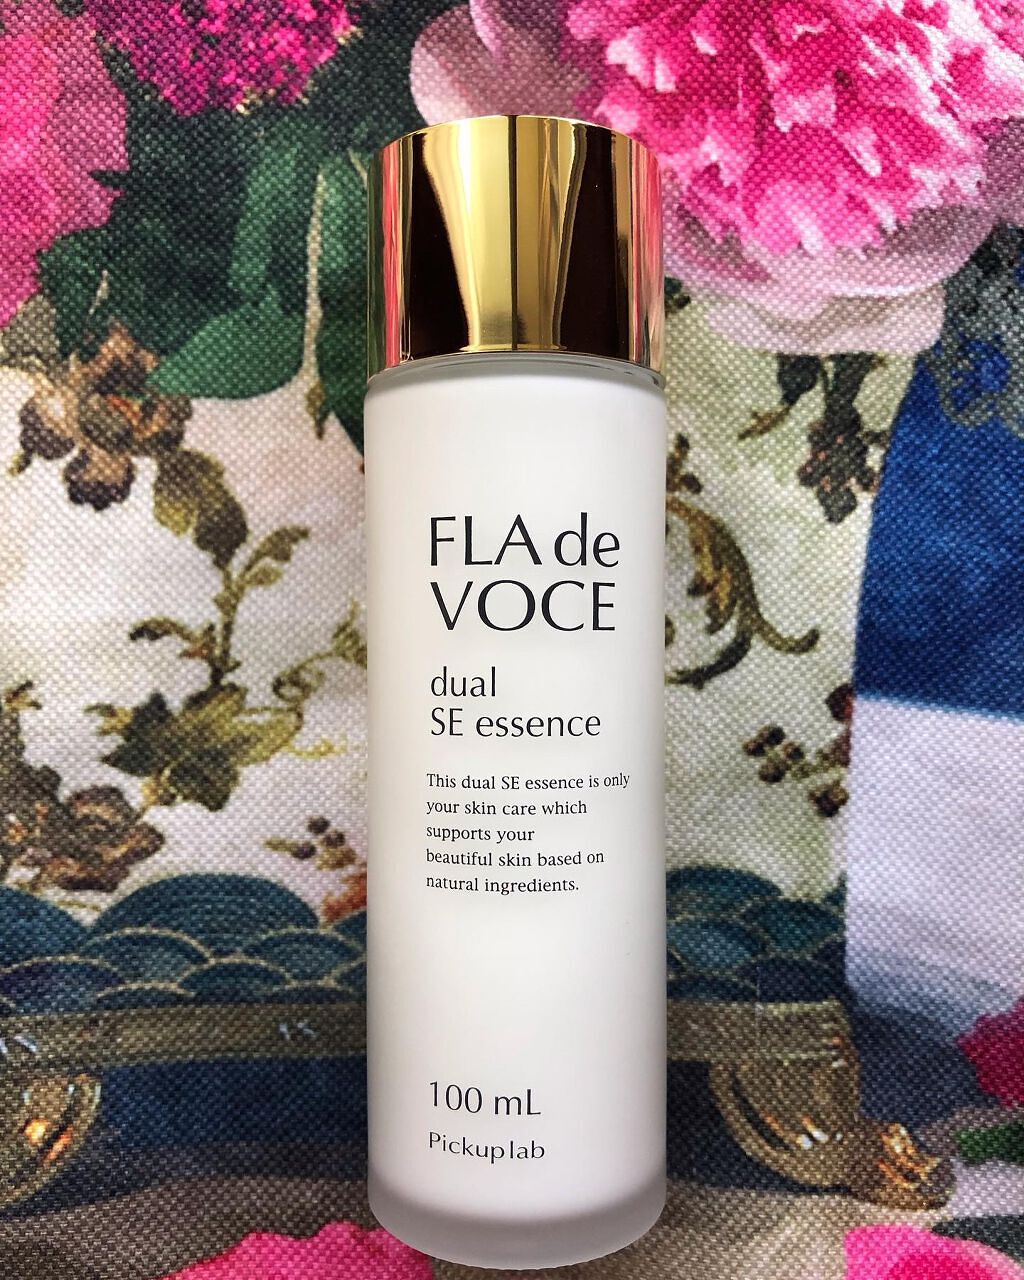 FLA de
VOCE
dual
SE essence
This dual SE essence is only
your skin care which
supports your
beautiful skin based on
natural ingredients.
100 mL
Pickup lab